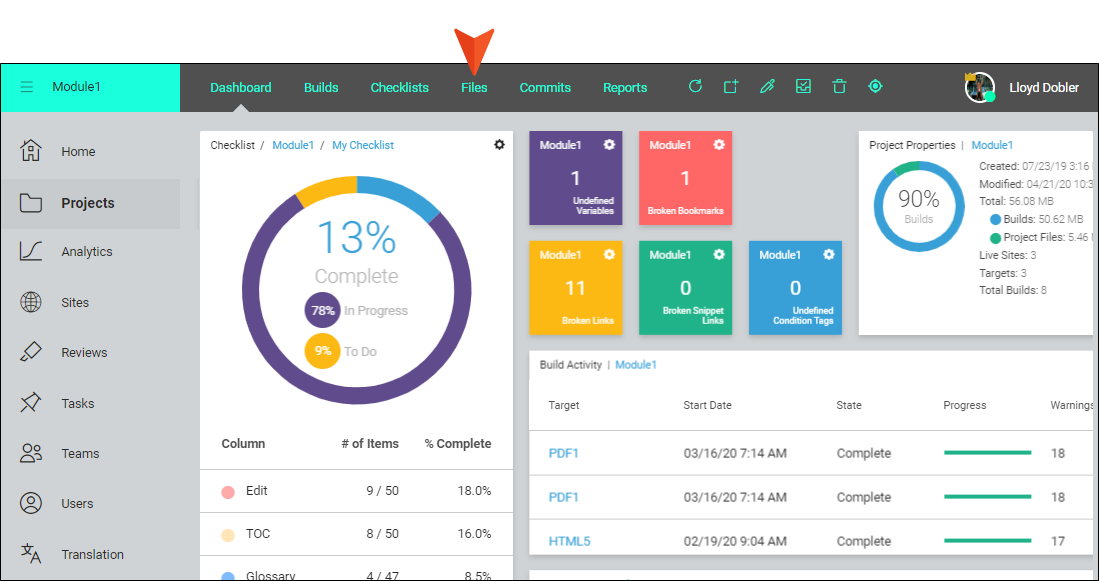 Module1
Dashboard
Builds
Checklists
Files
Commits
Reports
Lloyd Dobler
Home
Projects
Analytics
Sites
Reviews
Tasks
Teams
Users
Translation
Checklist / Module1 / My Checklist
13%
Complete
78% In Progress
9% To Do
Column # of Items % Complete
Edit 9 / 50 18.0%
TOC 8 / 50 16.0%
Glossary 4 / 47 8.5%
Module1
1
Undefined
Variables
Module1
1
Broken Bookmarks
Module1
11
Broken Links
Module1
0
Broken Snippet
Links
Module1
0
Undefined
Condition Tags
Project Properties | Module1
90%
Builds
Created: 07/23/19 3:16
Modified: 04/21/20 10:3
Total: 56.08 MB
Builds: 50.62 MB
Project Files: 5.46
Live Sites: 3
Targets: 3
Total Builds: 8
Build Activity | Module1
Target Start Date State Progress Warnings
PDF1 03/16/20 7:14 AM Complete 18
PDF1 03/16/20 7:14 AM Complete 18
HTML5 02/19/20 9:04 AM Complete 17